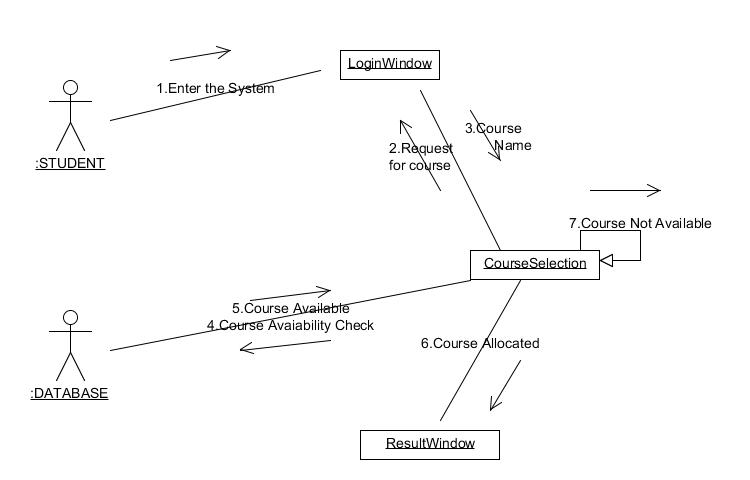 LoginWindow
1.Enter the System
:STUDENT
3.Course
Name
2.Request
for course
7.Course Not Available
CourseSelection
5.Course Available
4.Course Avaiability Check
:DATABASE
6.Course Allocated
ResultWindow